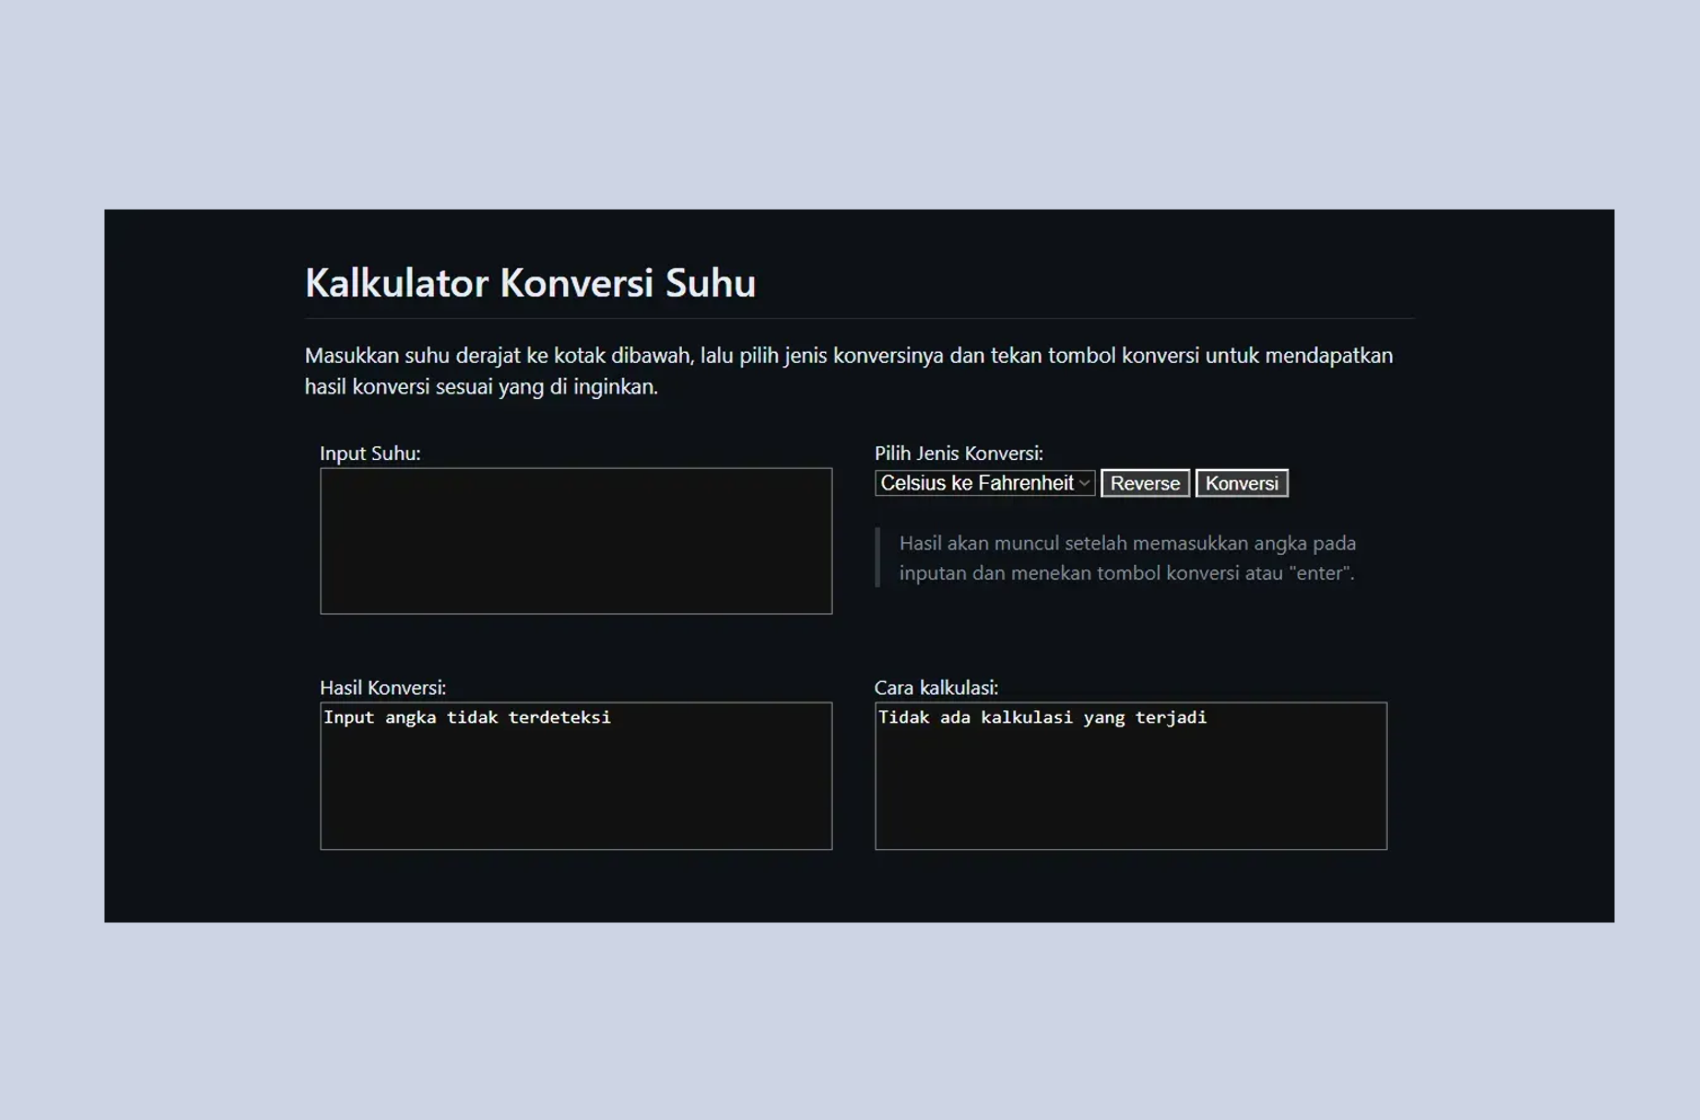 Kalkulator Konversi Suhu
Masukkan suhu derajat ke kotak dibawah, lalu pilih jenis konversinya dan tekan tombol konversi untuk mendapatkan
hasil konversi sesuai yang di inginkan.
Input Suhu:
Pilih Jenis Konversi:
Celsius ke Fahrenheit Reverse Konversi
Hasil akan muncul setelah memasukkan angka pada
inputan dan menekan tombol konversi atau "enter".
Hasil Konversi:
Input angka tidak terdeteksi
Cara kalkulasi:
Tidak ada kalkulasi yang terjadi